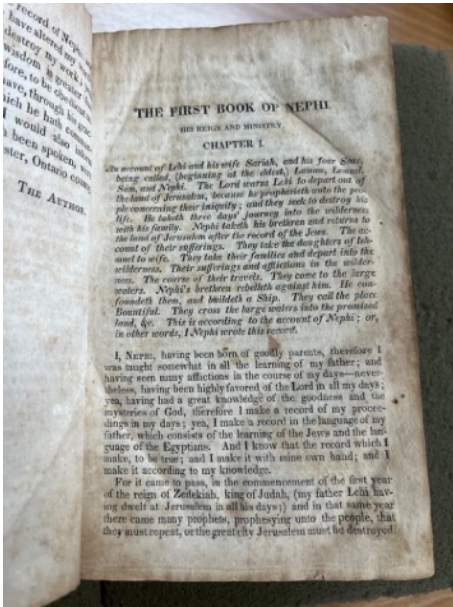 record of Nephi
have altered my
destroy my work
wisdom is greater
fore, to be obedient
have, through his grace
which he hath
I would also inform
been spoken, were
ster, Ontario county
THE AUTHOR.
THE FIRST BOOK OF NEPHI.
HIS REIGN AND MINISTRY.
CHAPTER I.
An account of Lehi and his wife Sariah, and his four Sons,
being called, (beginning at the eldest,) Laman, Lemuel,
Sam, and Nephi. The Lord warns Lehi to depart out of
the land of Jerusalem, because he prophesieth unto the peo-
ple concerning their iniquity; and they seek to destroy his
life. He taketh three days' journey into the wilderness
with his family. Nephi taketh his brethren and returns to
the land of Jerusalem after the record of the Jews. The ac-
count of their sufferings. They take the daughters of Ish-
mael to wife. They take their families and depart into the
wilderness. Their sufferings and afflictions in the wilder-
ness. The course of their travels. They come to the large
waters. Nephi's brethren rebelleth against him. He con-
foundeth them, and buildeth a Ship. They call the place
Bountiful. They cross the large waters into the promised
land, &c. This is according to the account of Nephi; or,
in other words, I Nephi wrote this record.
I, NEPHI, having been born of goodly parents, therefore I
was taught somewhat in all the learning of my father; and
having seen many afflictions in the course of my days—never-
theless, having been highly favored of the Lord in all my days;
yea, having had a great knowledge of the goodness and the
mysteries of God, therefore I make a record of my procee-
dings in my days; yea, I make a record in the language of my
father, which consists of the learning of the Jews and the lan-
guage of the Egyptians. And I know that the record which I
make, to be true; and I make it with mine own hand; and I
make it according to my knowledge.
For it came to pass, in the commencement of the first year
of the reign of Zedekiah, king of Judah, (my father Lehi hav-
ing dwelt at Jerusalem in all his days;) and in that same year
there came many prophets, prophesying unto the people, that
they must repent, or the great city Jerusalem must be destroyed.